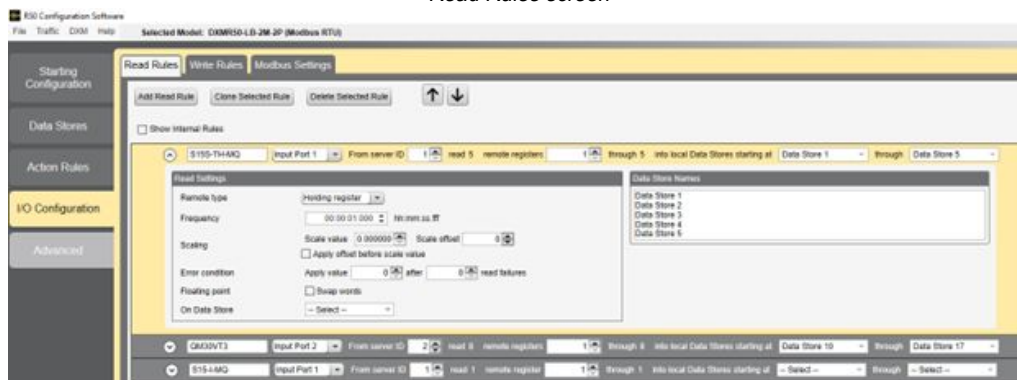 Read Rules screen
R50 Configuration Software
File Traffic DXM Help Selected Model: DXMR50-LB-2M-2P (Modbus RTU)
Starting Configuration
Data Stores
Action Rules
I/O Configuration
Advanced
Read Rules Write Rules Modbus Settings
Add Read Rule Clone Selected Rule Delete Selected Rule ↑ ↓
Show Internal Rules
S15S-TH-MQ Input Port 1 From server ID 1 read 5 remote registers 1 through 5 into local Data Stores starting at Data Store 1 through Data Store 5
Read Settings
Remote type Holding register
Frequency 00:00:01.000 hh:mm:ss.fff
Scaling Scale value 0.000000 Scale offset 0
Apply offset before scale value
Error condition Apply value 0 after 0 read failures
Floating point Swap words
On Data Store -- Select --
Data Store Names
Data Store 1
Data Store 2
Data Store 3
Data Store 4
Data Store 5
QM30VT3 Input Port 2 From server ID 2 read 8 remote registers 1 through 8 into local Data Stores starting at Data Store 10 through Data Store 17
S15-I-MQ Input Port 1 From server ID 1 read 1 remote register 1 through 1 into local Data Stores starting at -- Select -- through -- Select --